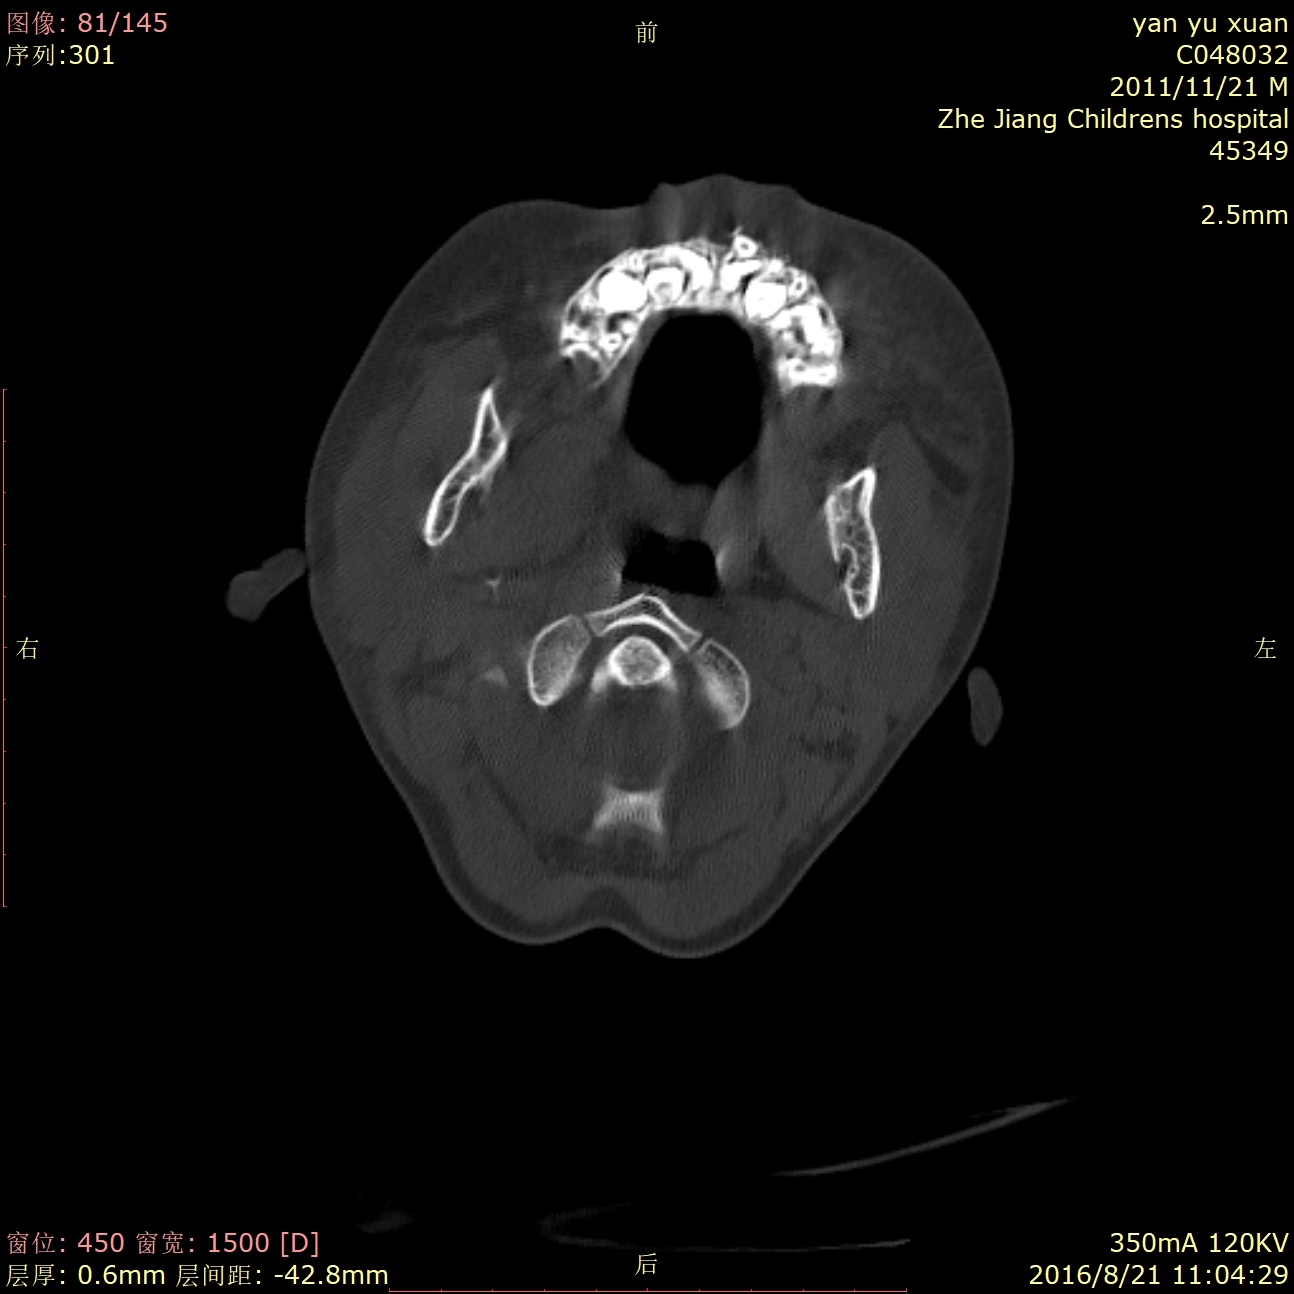 图像: 81/145
序列:301
前
yan yu xuan
C048032
2011/11/21 M
Zhe Jiang Childrens hospital
45349
2.5mm
右
左
窗位: 450 窗宽: 1500 [D]
层厚: 0.6mm 层间距: -42.8mm
后
350mA 120KV
2016/8/21 11:04:29